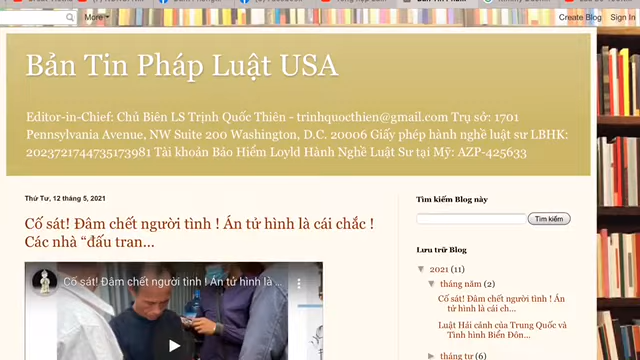 More
Create Blog Sign In
Bản Tin Pháp Luật USA
Editor-in-Chief: Chủ Biên LS Trịnh Quốc Thiên - trinhquocthien@gmail.com Trụ sở: 1701
Pennsylvania Avenue, NW Suite 200 Washington, D.C. 20006 Giấy phép hành nghề luật sư LBHK:
2023721744735173981 Tài khoản Bảo Hiểm Loyld Hành Nghề Luật Sư tại Mỹ: AZP-425633
Thứ Tư, 12 tháng 5, 2021
Cố sát! Đâm chết người tình ! Án tử hình là cái chắc !
Các nhà “đấu tran...
Cố sát! Đâm chết người tình ! Án tử hình là ...
Tìm kiếm Blog này
Tìm kiếm
Lưu trữ Blog
▼ 2021 (11)
▼ tháng năm (2)
Cố sát! Đâm chết người tình ! Án
tử hình là cái ch...
Luật Hải cảnh của Trung Quốc và
Tình hình Biển Đôn...
► tháng tư (6)